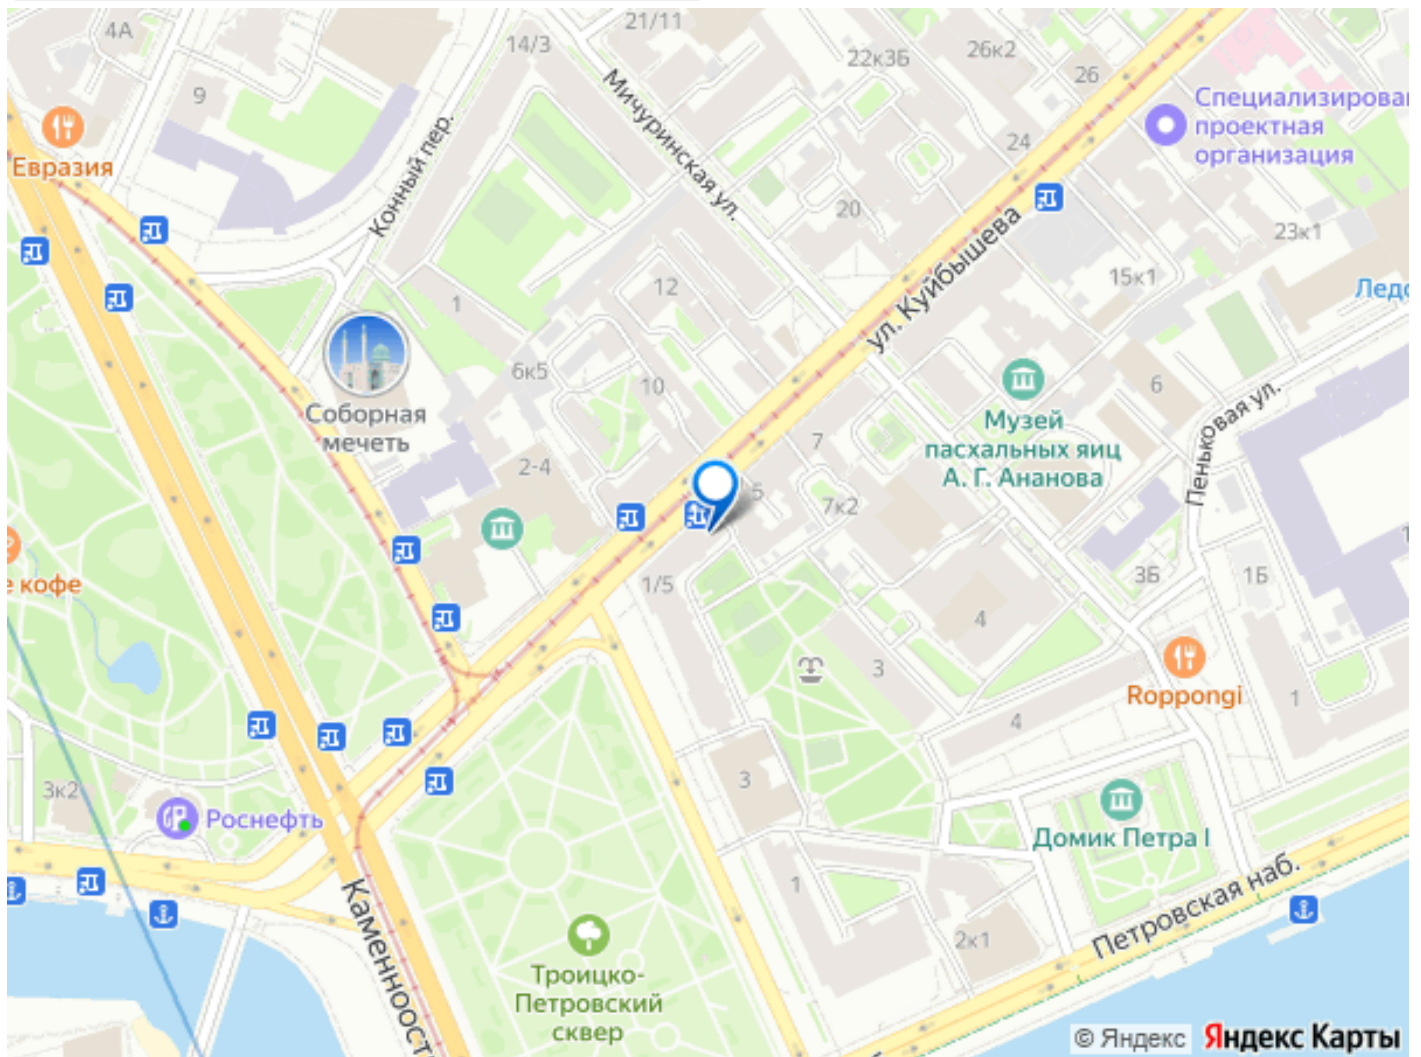 4А
21/11
14/3
22к3Б
26к2
26
9
Мичуринская ул.
Специализирова
проектная
организация
Евразия
Конный пер.
24
20
ул. Куйбышева
23к1
15к1
12
1
Ледо
6к5
10
Соборная
мечеть
6
Музей
пасхальных яиц
А. Г. Ананова
Пеньковая ул.
7
2-4
5
7к2
е кофе
1/5
3Б
1Б
1
4
3
Roppongi
1
4
3к2
3
Роснефть
Домик Петра I
1
Каменноост
2к1
Петровская наб.
Троицко-
Петровский
сквер
© Яндекс
Яндекс Карты